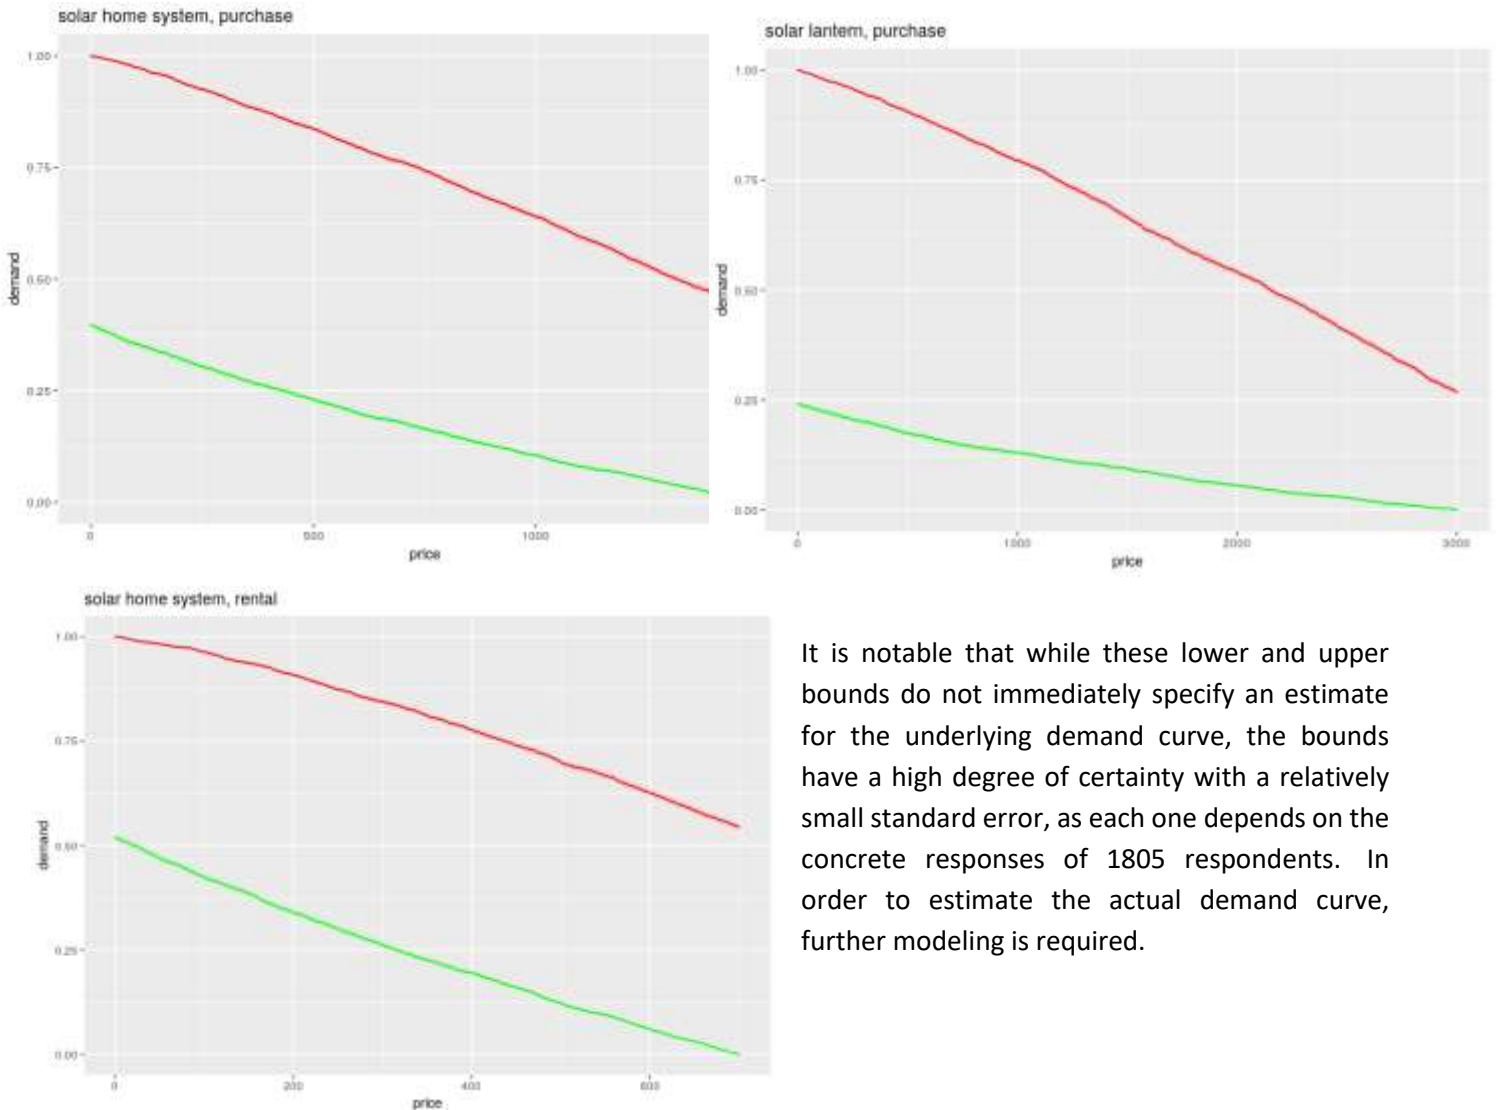 solar home system, purchase
1.00
0.75
0.50
0.25
0.00
demand
0
500
1000
price
solar lantern, purchase
1.00
0.75
0.50
0.25
0.00
demand
0
1000
2000
3000
price
solar home system, rental
1.00
0.75
0.50
0.25
0.00
demand
0
200
400
600
price
It is notable that while these lower and upper
bounds do not immediately specify an estimate
for the underlying demand curve, the bounds
have a high degree of certainty with a relatively
small standard error, as each one depends on the
concrete responses of 1805 respondents. In
order to estimate the actual demand curve,
further modeling is required.